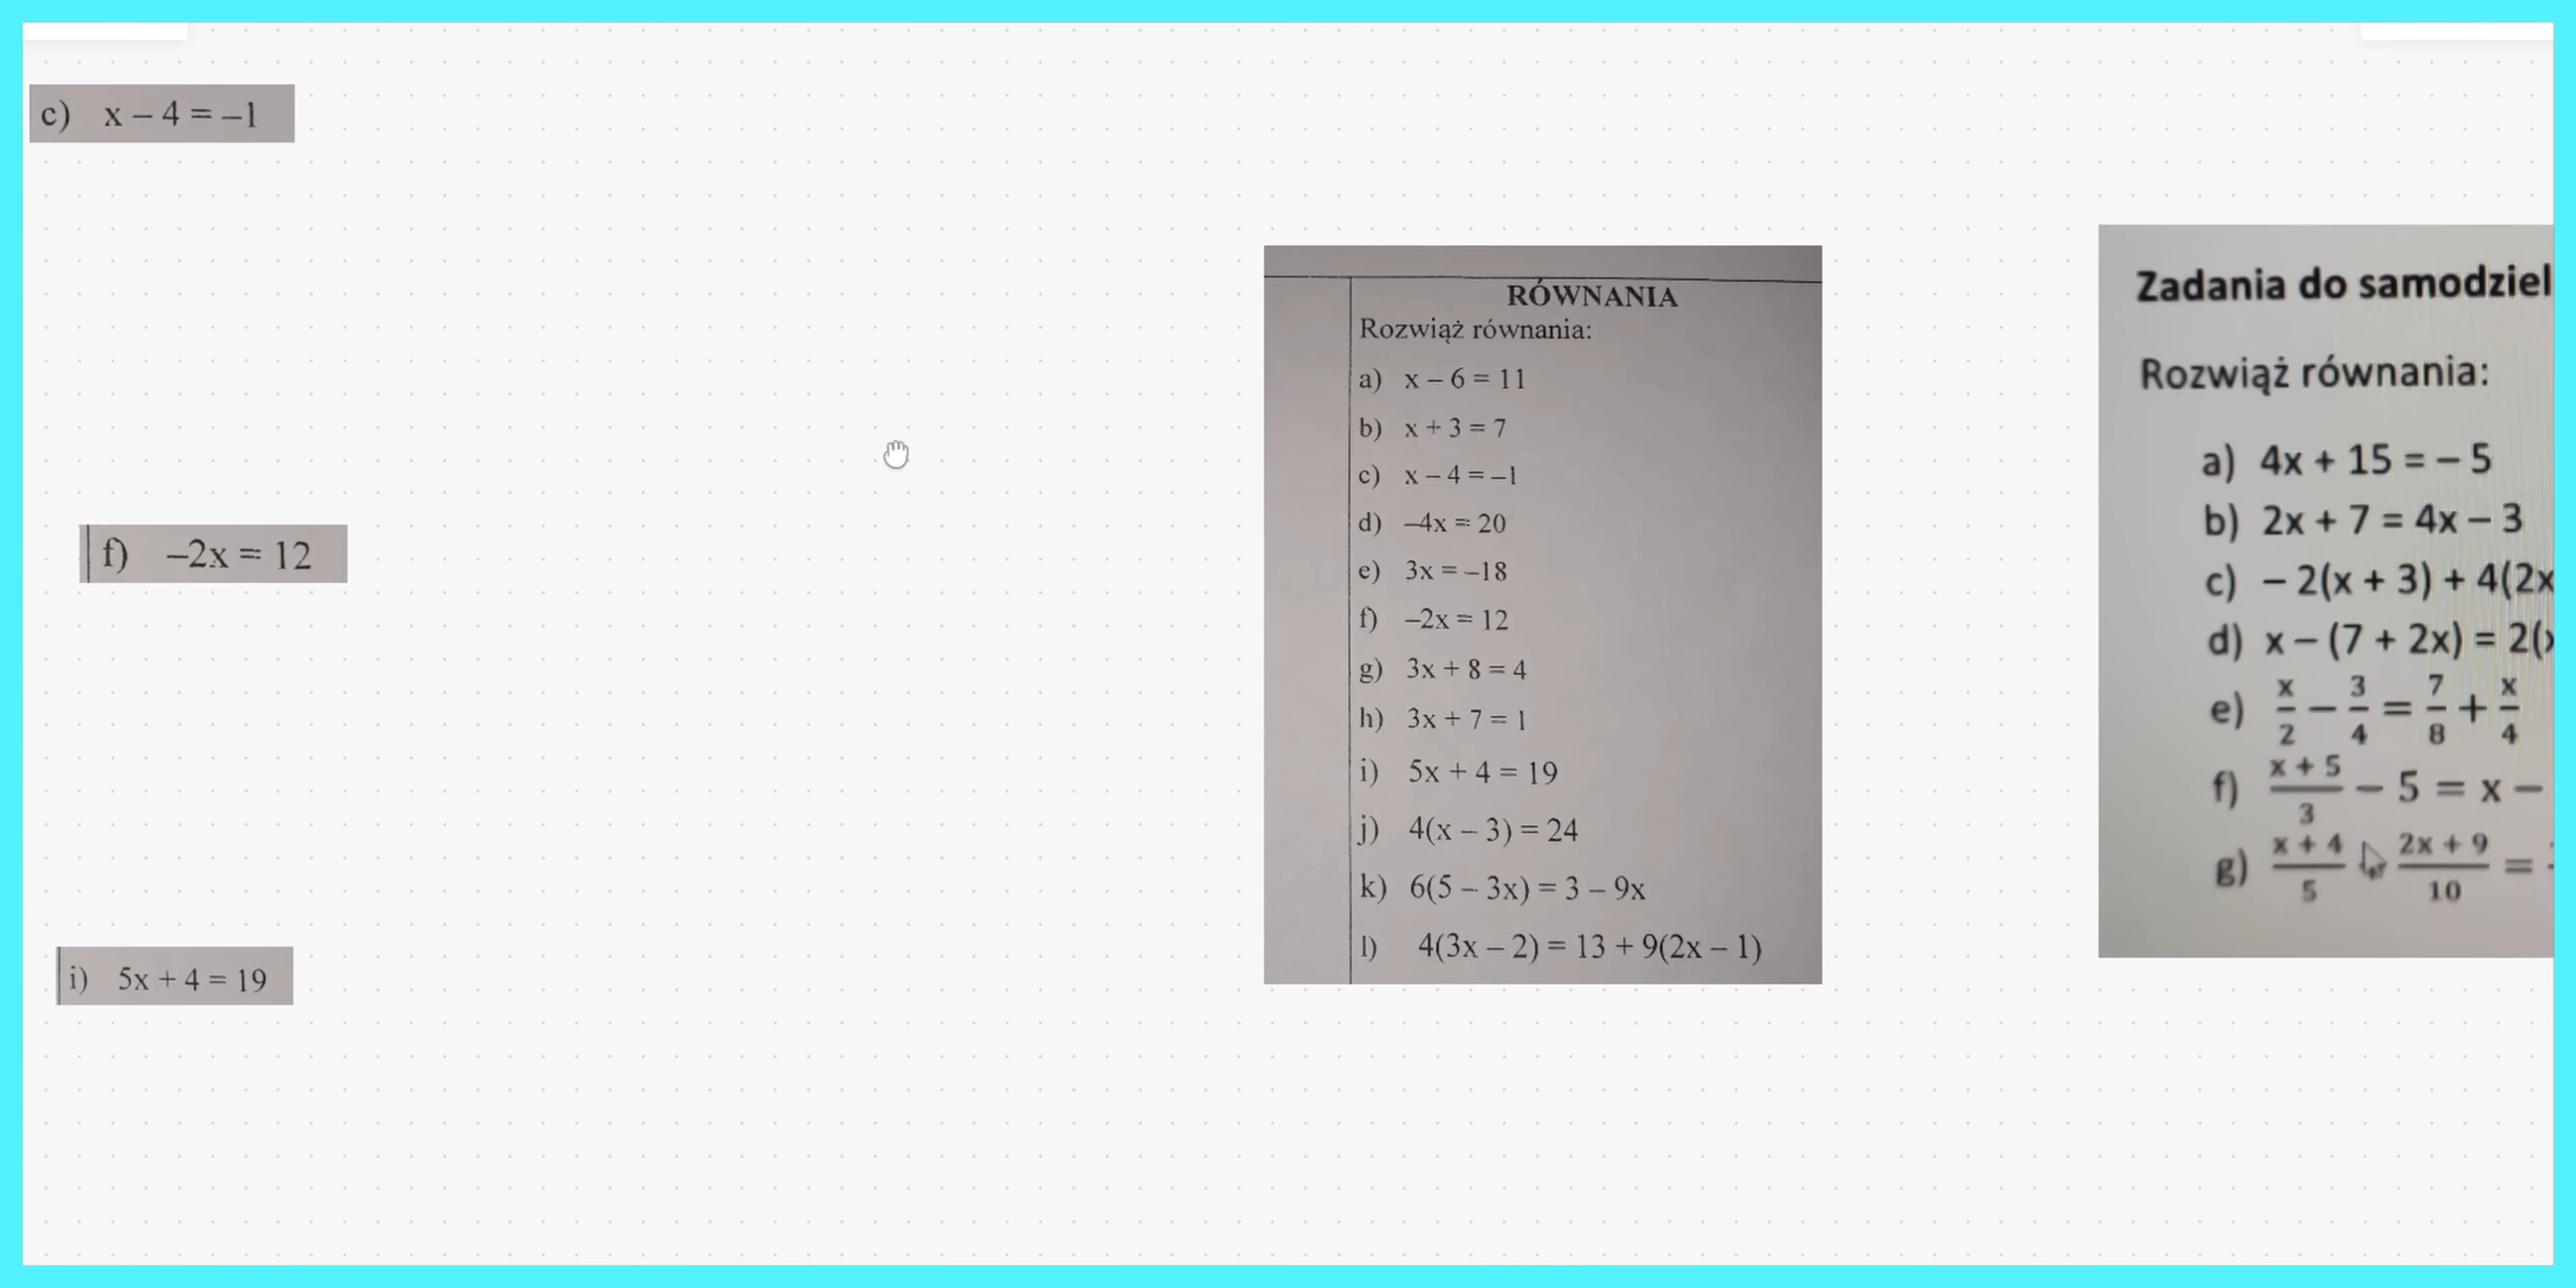 c) x – 4 = –1
f) –2x = 12
i) 5x + 4 = 19
RÓWNANIA
Rozwiąż równania:
a) x – 6 = 11
b) x + 3 = 7
c) x – 4 = –1
d) –4x = 20
e) 3x = –18
f) –2x = 12
g) 3x + 8 = 4
h) 3x + 7 = 1
i) 5x + 4 = 19
j) 4(x – 3) = 24
k) 6(5 – 3x) = 3 – 9x
l) 4(3x – 2) = 13 + 9(2x – 1)
Zadania do
Rozwiąż równania:
a) 4x + 15 = – 5
b) 2x + 7 = 4x – 3
c) – 2(x + 3) + 4(2x
d) x – (7 + 2x) = 2(
e) x/2 – 3/4 = 7/8 + x/4
f) x + 5/3 – 5 = x –
g) x + 4/5 2x + 9/10 =